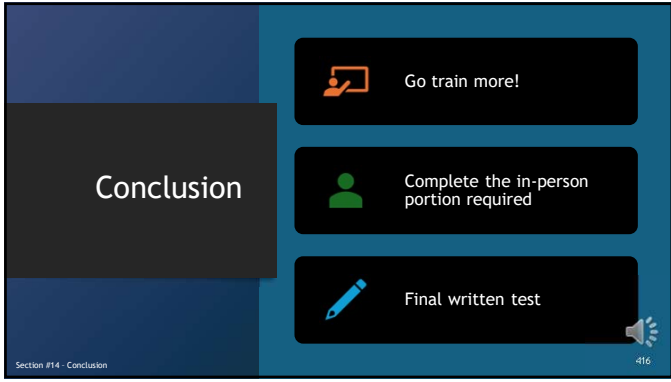 Conclusion
Go train more!
Complete the in-person
portion required
Final written test
Section #14 - Conclusion
416